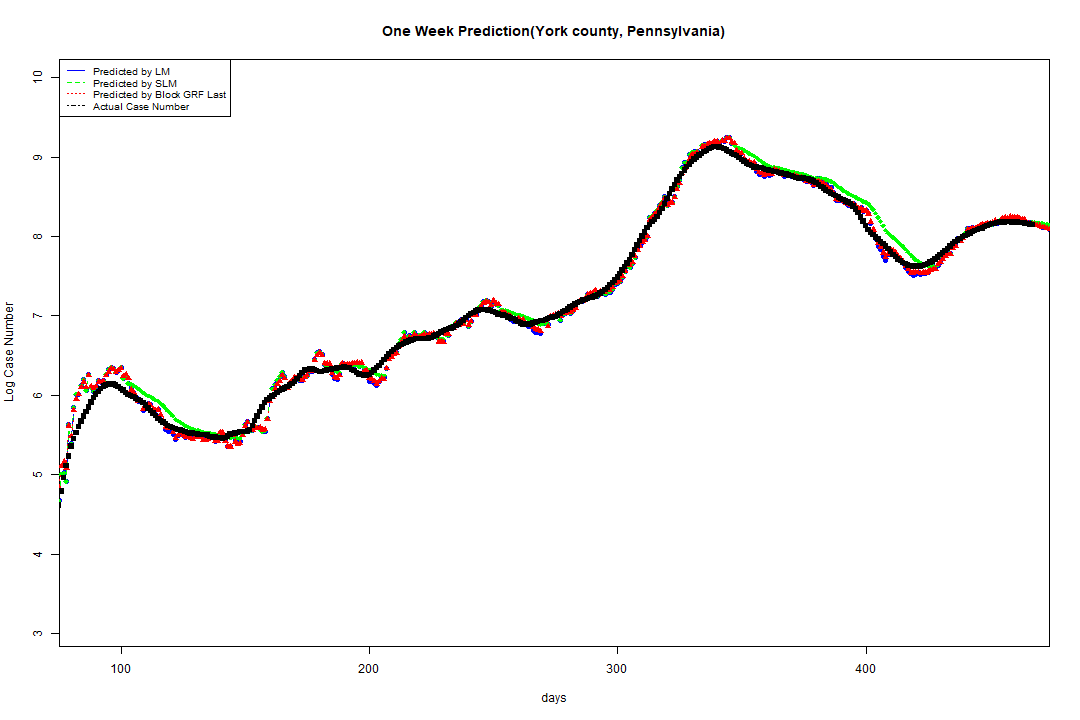 One Week Prediction(York county, Pennsylvania)
Predicted by LM
Predicted by SLM
Predicted by Block GRF Last
Actual Case Number
10
9
8
7
6
5
4
3
Log Case Number
100 200 300 400
days